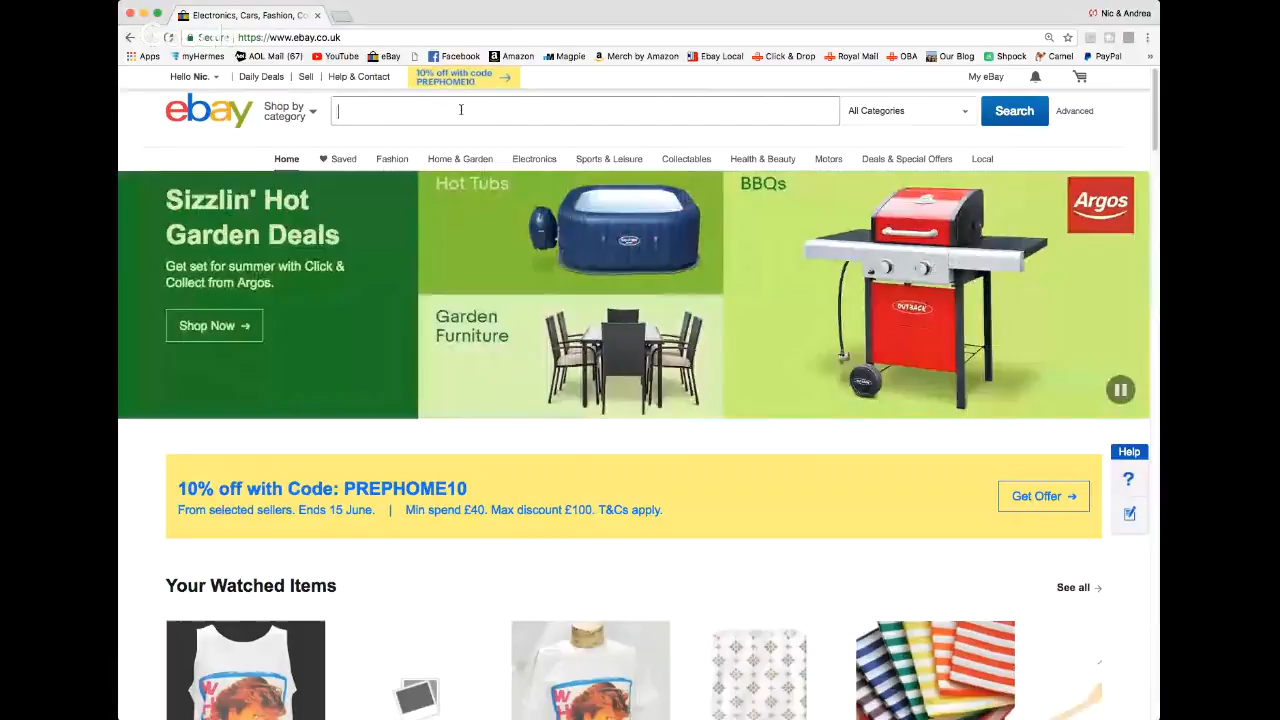 Electronics, Cars, Fashion, Co
Nic & Andrea
Secure https://www.ebay.co.uk
Apps myHermes AOL Mail (67) YouTube eBay Facebook Amazon Magpie Merch by Amazon Ebay Local Click & Drop Royal Mail OBA Our Blog Shpock Camel PayPal »
Hello Nic. Daily Deals Sell Help & Contact
10% off with code
PREPHOME10
My eBay
ebay
Shop by
category
All Categories
Search
Advanced
Home Saved Fashion Home & Garden Electronics Sports & Leisure Collectables Health & Beauty Motors Deals & Special Offers Local
Sizzlin' Hot
Garden Deals
Get set for summer with Click &
Collect from Argos.
Shop Now →
Hot Tubs
Garden
Furniture
BBQs
OUTBACK
Argos
Help
?
10% off with Code: PREPHOME10
From selected sellers. Ends 15 June. | Min spend £40. Max discount £100. T&Cs apply.
Get Offer →
Your Watched Items
See all →